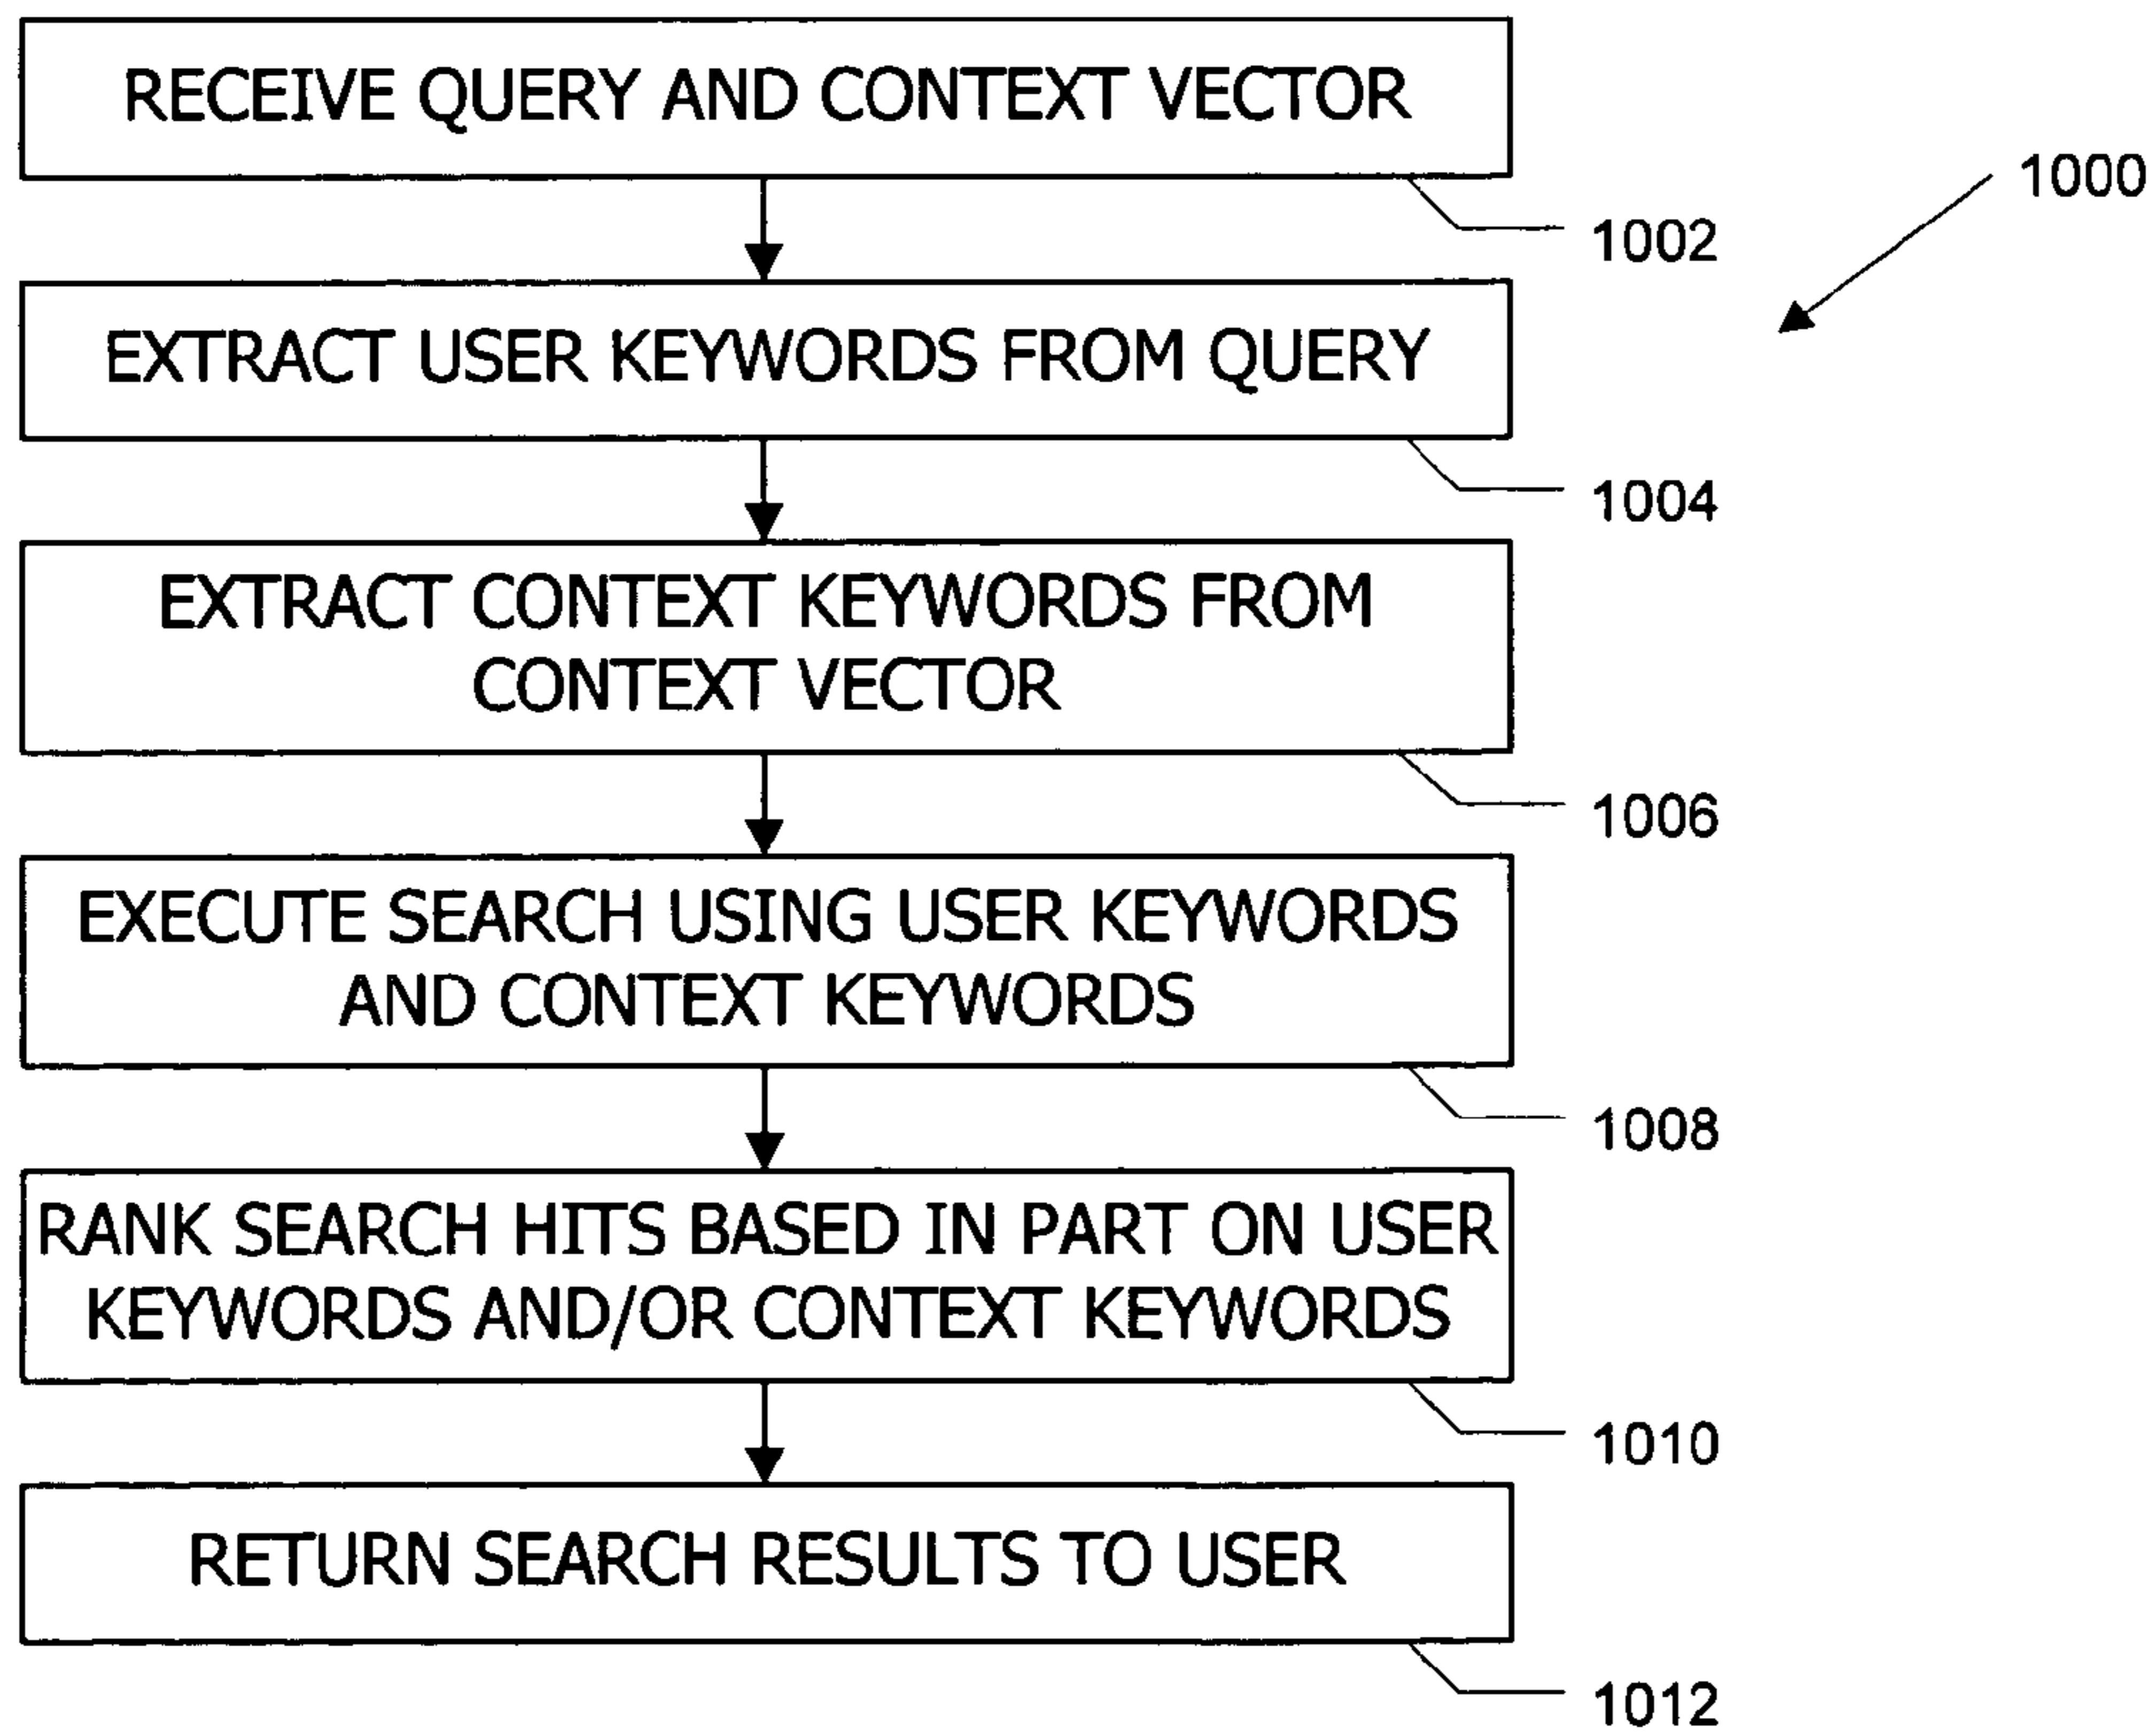 RECEIVE QUERY AND CONTEXT VECTOR
1000
1002
EXTRACT USER KEYWORDS FROM QUERY
1004
EXTRACT CONTEXT KEYWORDS FROM
CONTEXT VECTOR
1006
EXECUTE SEARCH USING USER KEYWORDS
AND CONTEXT KEYWORDS
1008
RANK SEARCH HITS BASED IN PART ON USER
KEYWORDS AND/OR CONTEXT KEYWORDS
1010
RETURN SEARCH RESULTS TO USER
1012